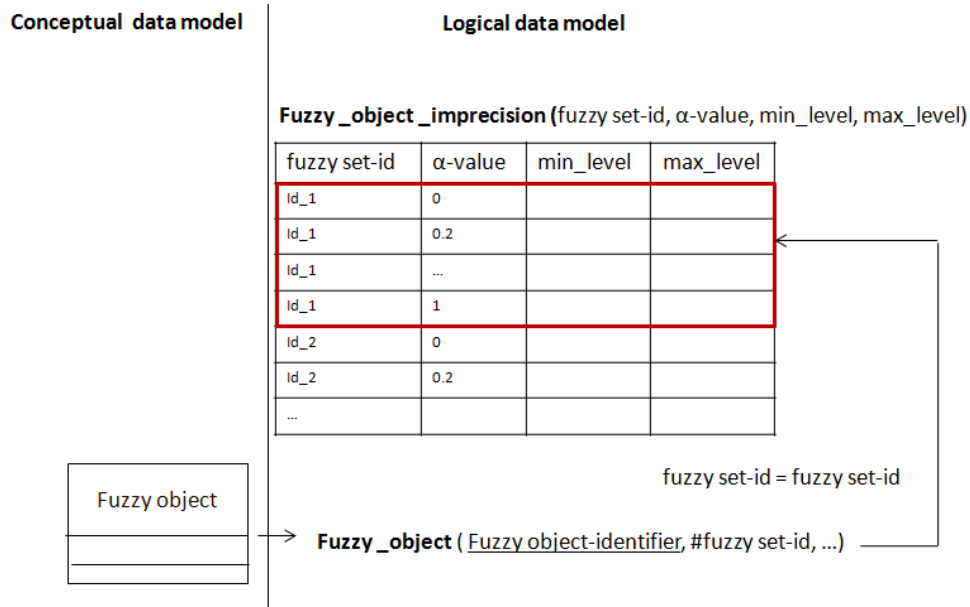 Conceptual data model
Logical data model
Fuzzy _object _imprecision (fuzzy set-id, α-value, min_level, max_level)
fuzzy set-id α-value min_level max_level
Id_1 0
Id_1 0.2
Id_1 ...
Id_1 1
Id_2 0
Id_2 0.2
...
fuzzy set-id = fuzzy set-id
Fuzzy object
Fuzzy _object ( Fuzzy object-identifier, #fuzzy set-id, ...)